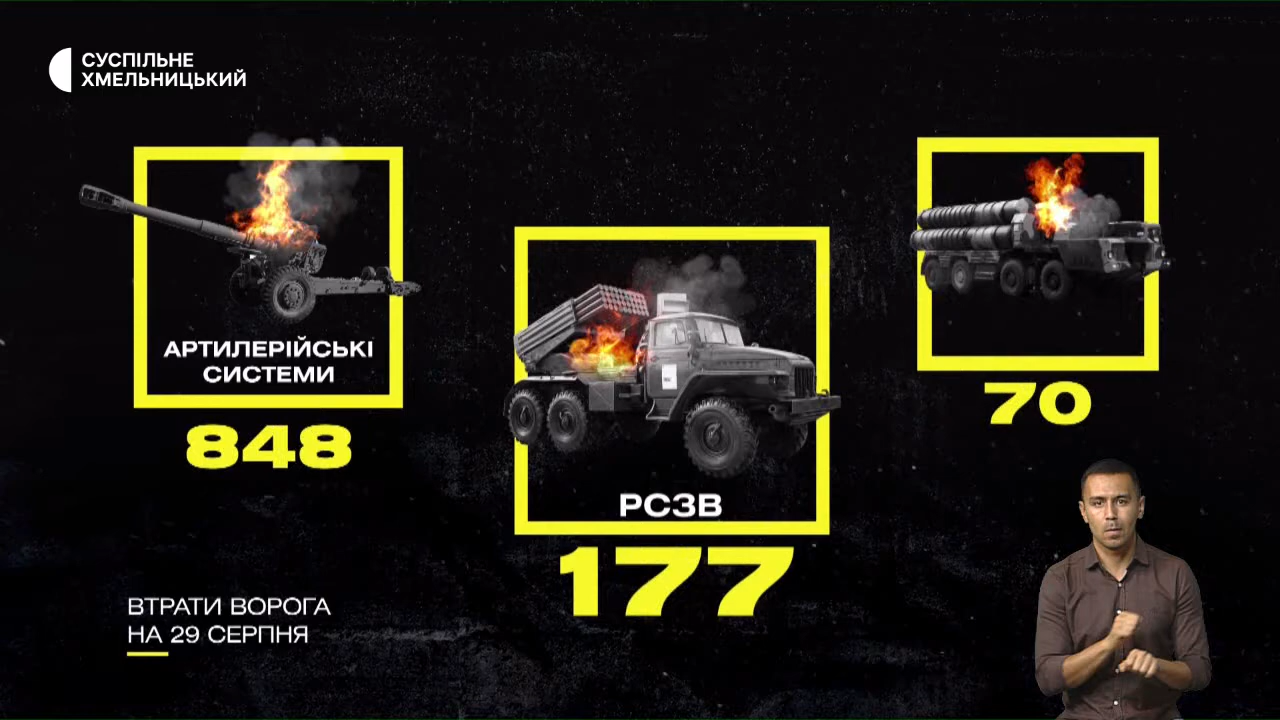 СУСПІЛЬНЕ
ХМЕЛЬНИЦЬКИЙ
АРТИЛЕРІЙСЬКІ
СИСТЕМИ
848
РСЗВ
177
70
ВТРАТИ ВОРОГА
НА 29 СЕРПНЯ